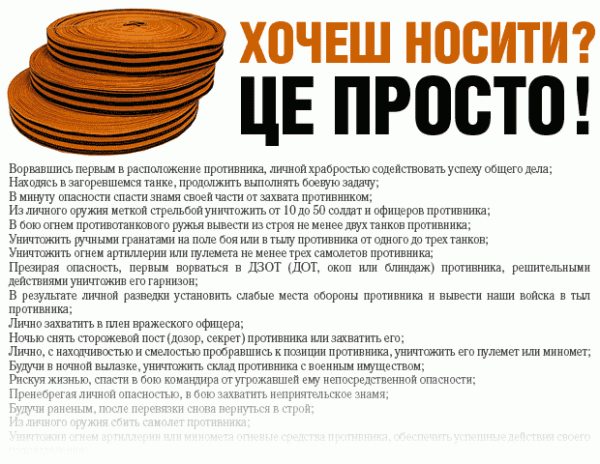 ХОЧЕШ НОСИТИ?
ЦЕ ПРОСТО!
Ворвавшись первым в расположение противника, личной храбростью содействовать успеху общего дела;
Находясь в загоревшемся танке, продолжить выполнять боевую задачу;
В минуту опасности спасти знамя своей части от захвата противником;
Из личного оружия меткой стрельбой уничтожить от 10 до 50 солдат и офицеров противника;
В бою огнем противотанкового ружья вывести из строя не менее двух танков противника;
Уничтожить ручными гранатами на поле боя или в тылу противника от одного до трех танков;
Уничтожить огнем артиллерии или пулемета не менее трех самолетов противника;
Презирая опасность, первым ворваться в ДЗОТ (ДОТ, окоп или блиндаж) противника, решительными
действиями уничтожив его гарнизон;
В результате личной разведки установить слабые места обороны противника и вывести наши войска в тыл
противника;
Лично захватить в плен вражеского офицера;
Ночью снять сторожевой пост (дозор, секрет) противника или захватить его;
Лично, с находчивостью и смелостью пробравшись к позиции противника, уничтожить его пулемет или миномет;
Будучи в ночной вылазке, уничтожить склад противника с военным имуществом;
Рискуя жизнью, спасти в бою командира от угрожавшей ему непосредственной опасности;
Пренебрегая личной опасностью, в бою захватить неприятельское знамя;
Будучи раненым, после перевязки снова вернуться в строй;
Из личного оружия сбить самолет противника;
Уничтожив огнем артиллерии или миномета огневые средства противника, обеспечить успешные действия своего